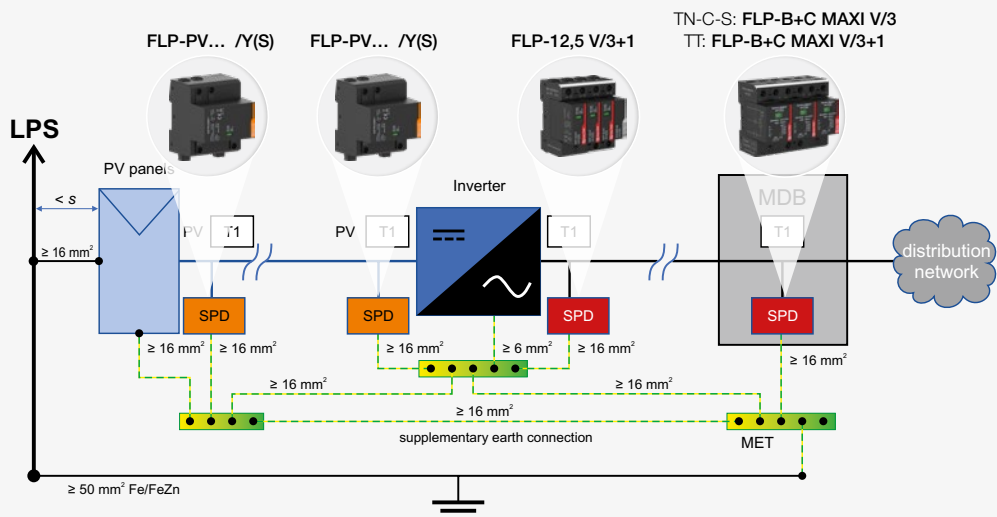 TN-C-S: FLP-B+C MAXI V/3
FLP-PV... /Y(S)
FLP-PV... /Y(S)
FLP-12,5 V/3+1
TT: FLP-B+C MAXI V/3+1
LPS
PV panels
Inverter
MDB
< s
PV
T1
PV
T1
T1
T1
≥ 16 mm²
distribution
network
SPD
SPD
SPD
SPD
≥ 16 mm²
≥ 16 mm²
≥ 16 mm²
≥ 6 mm²
≥ 16 mm²
≥ 16 mm²
≥ 16 mm²
≥ 16 mm²
≥ 16 mm²
supplementary earth connection
MET
≥ 50 mm² Fe/FeZn